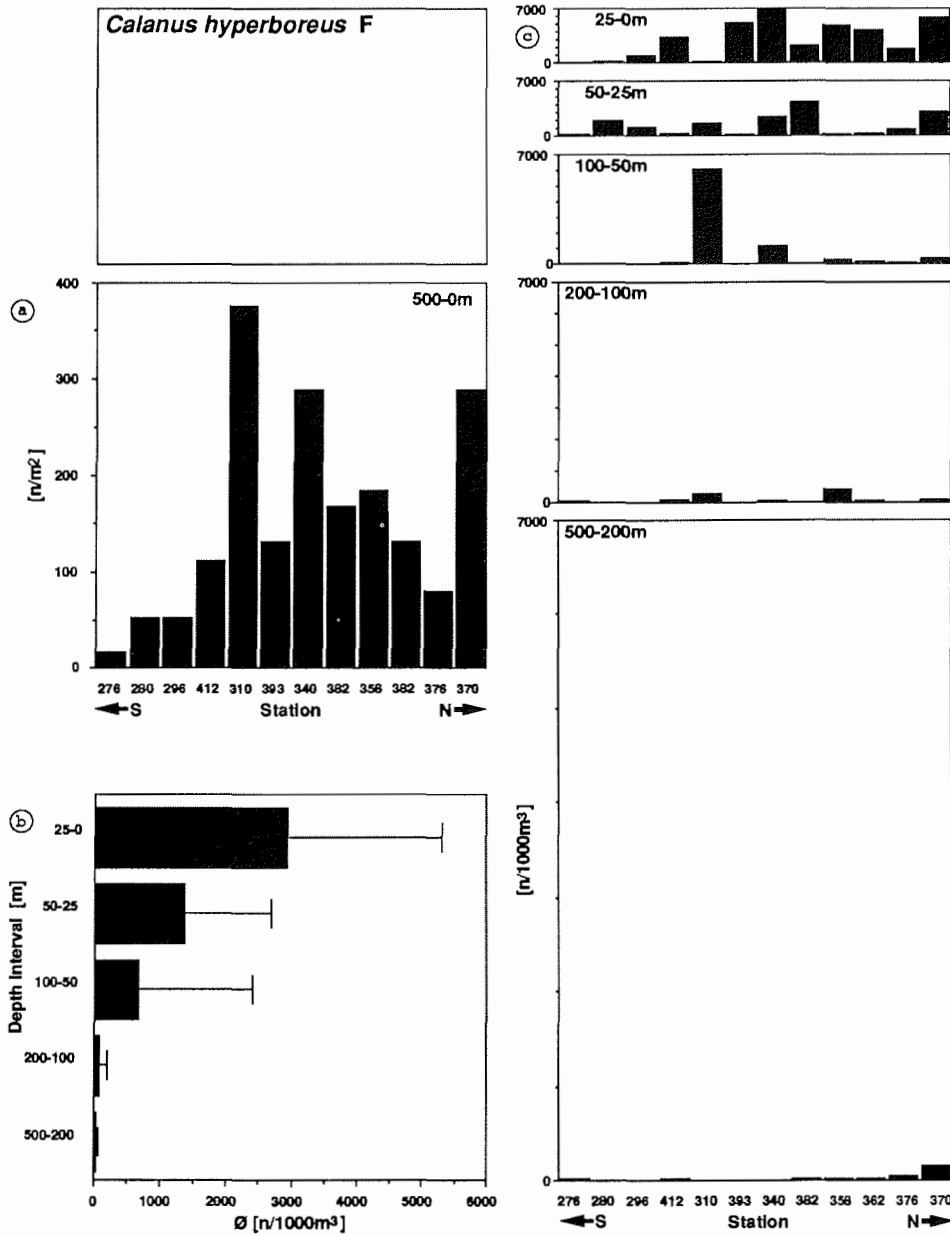 Calanus hyperboreus F
a
500-0m
400
300
200
100
0
[n/m2]
276 280 296 412 310 393 340 382 358 382 376 370
S Station N
b
Depth Interval [m]
25-0
50-25
100-50
200-100
500-200
0 1000 2000 3000 4000 5000 6000
Ø [n/1000m³]
c
7000
25-0m
0
7000
50-25m
0
7000
100-50m
0
7000
200-100m
0
7000
500-200m
[n/1000m³]
0
276 280 296 412 310 393 340 382 358 362 376 370
S Station N